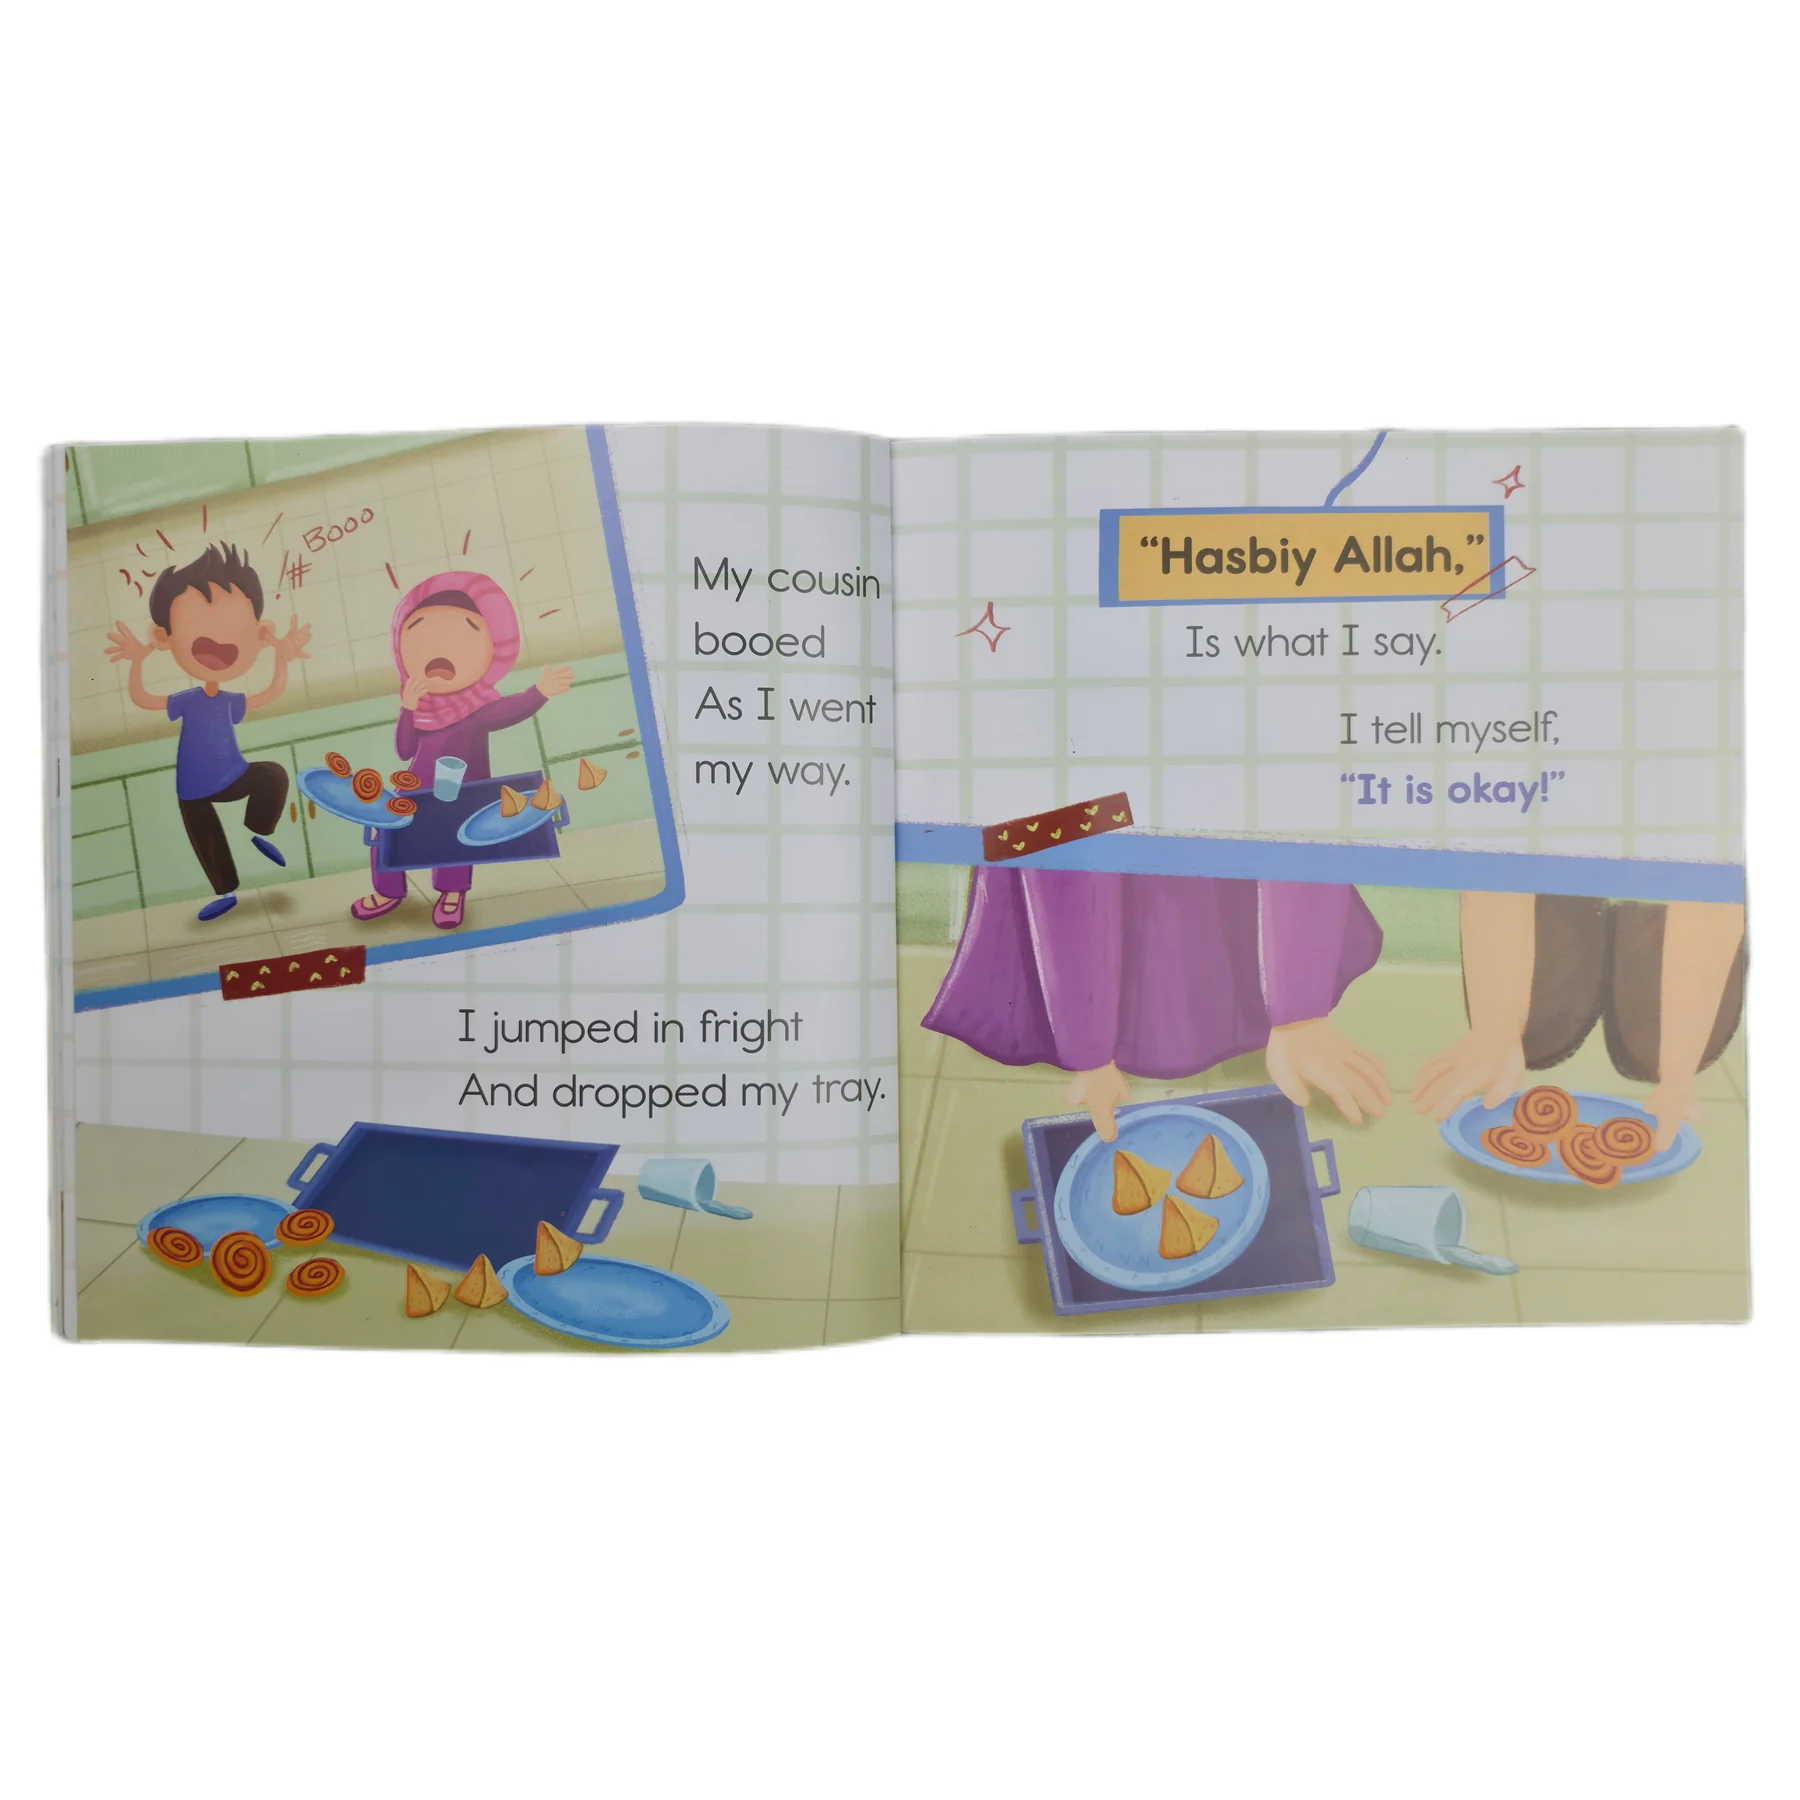 Booo
My cousin
booed
As I went
my way.
I jumped in fright
And dropped my tray.
“Hasbiy Allah,”
Is what I say.
I tell myself,
“It is okay!”